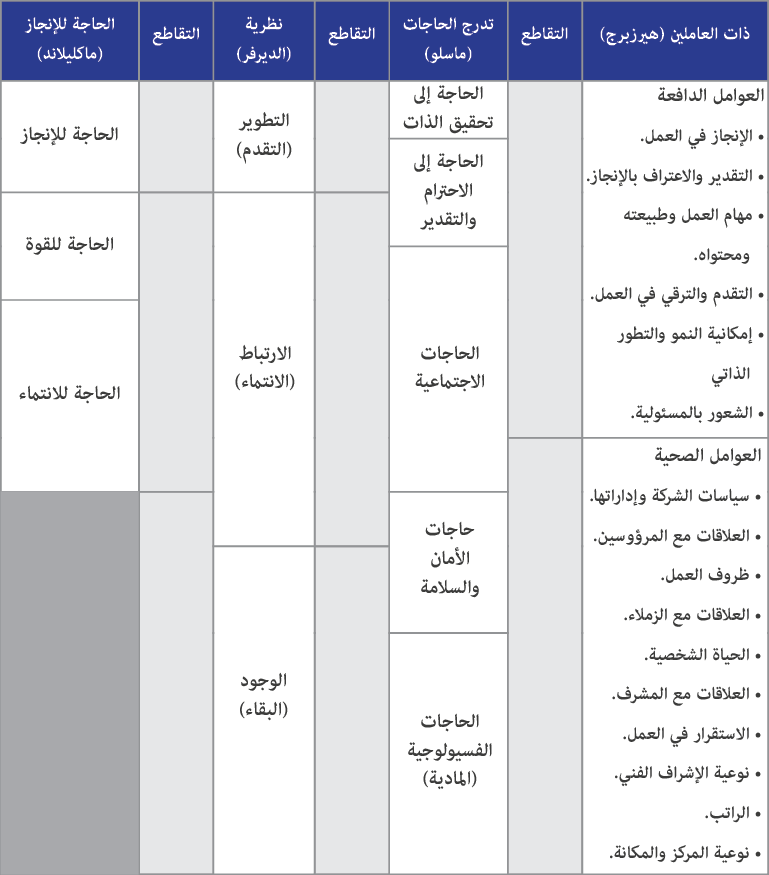 ذات العاملين (هيرزبرج)
التقاطع
تدرج الحاجات
(ماسلو)
التقاطع
نظرية
(الديرفر)
التقاطع
الحاجة للإنجاز
(ماكليلاند)
العوامل الدافعة
• الإنجاز في العمل.
• التقدير والاعتراف بالإنجاز.
• مهام العمل وطبيعته
ومحتواه.
• التقدم والترقي في العمل.
• إمكانية النمو والتطور
الذاتي
• الشعور بالمسئولية.
العوامل الصحية
• سياسات الشركة وإداراتها.
• العلاقات مع المرؤوسين.
• ظروف العمل.
• العلاقات مع الزملاء.
• الحياة الشخصية.
• العلاقات مع المشرف.
• الاستقرار في العمل.
• نوعية الإشراف الفني.
• الراتب.
• نوعية المركز والمكانة.
الحاجة إلى
تحقيق الذات
الحاجة إلى
الاحترام
والتقدير
الحاجات
الاجتماعية
حاجات
الأمان
والسلامة
الحاجات
الفسيولوجية
(المادية)
التطوير
(التقدم)
الارتباط
(الانتماء)
الوجود
(البقاء)
الحاجة للإنجاز
الحاجة للقوة
الحاجة للانتماء